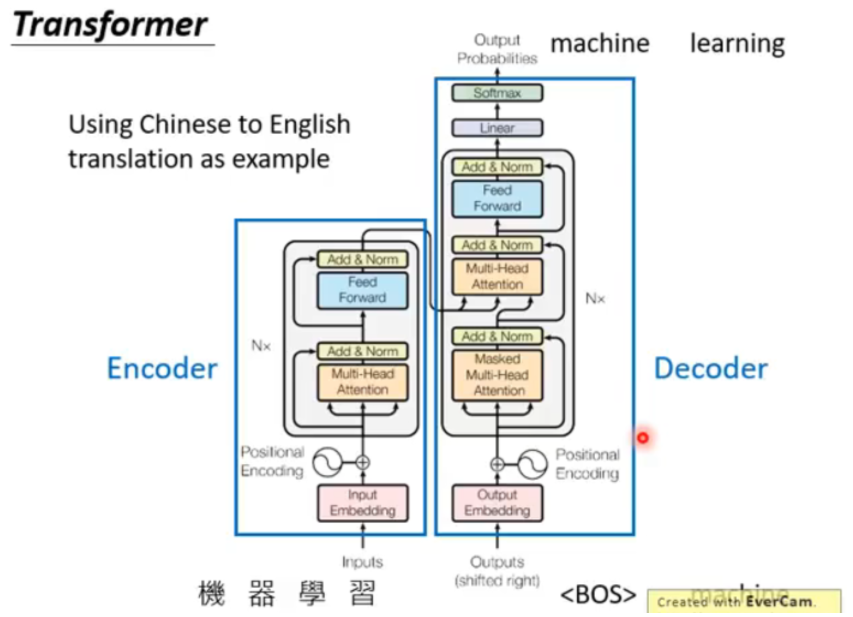 Transformer
Output
Probabilities
machine learning
Softmax
Linear
Using Chinese to English
translation as example
Add & Norm
Feed
Forward
Add & Norm
Multi-Head
Attention
Nx
Add & Norm
Masked
Multi-Head
Attention
Decoder
Positional
Encoding
Output
Embedding
Outputs
(shifted right)
Add & Norm
Feed
Forward
Nx
Add & Norm
Multi-Head
Attention
Encoder
Positional
Encoding
Input
Embedding
Inputs
機 器 學 習
<BOS> machine
Created with EverCam.